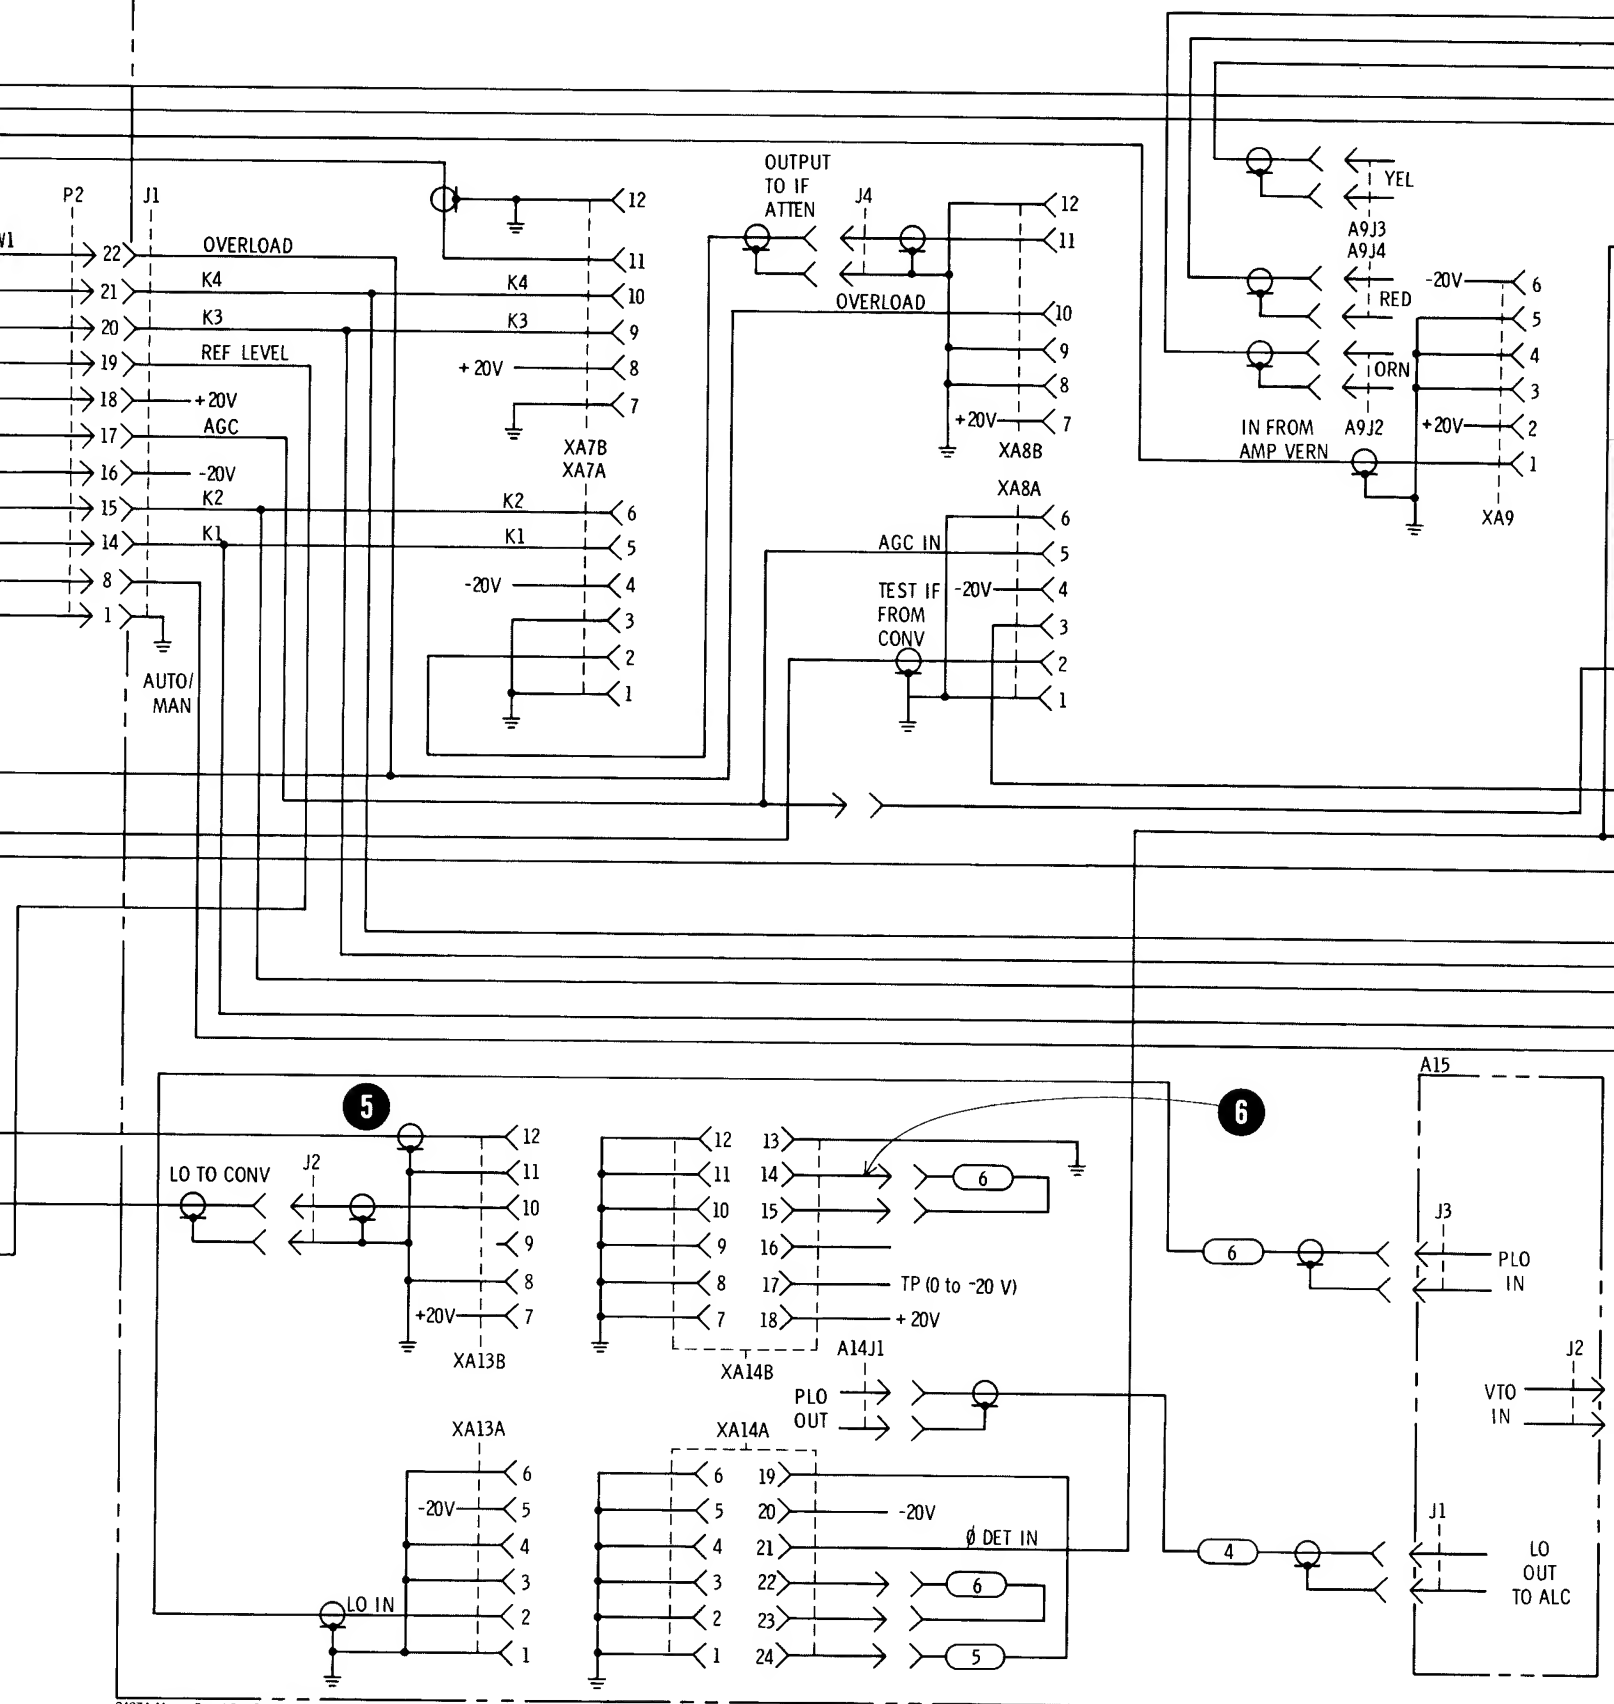 P2
J1
22
OVERLOAD
21
K4
K4
20
K3
K3
19
REF LEVEL
18
+20V
17
AGC
16
-20V
15
K2
K2
14
K1
K1
8
1
AUTO/
MAN
12
11
10
9
+20V
8
7
XA7B
XA7A
6
5
-20V
4
3
2
1
OUTPUT
TO IF
ATTEN
J4
12
11
OVERLOAD
10
9
8
+20V
7
XA8B
XA8A
6
AGC IN
5
TEST IF
FROM
CONV
-20V
4
3
2
1
YEL
A9J3
A9J4
RED
ORN
IN FROM
AMP VERN
A9J2
-20V
6
5
4
3
+20V
2
1
XA9
5
6
A15
LO TO CONV
J2
12
11
10
9
8
+20V
7
XA13B
12
11
10
9
8
7
13
14
6
15
16
17
TP (0 to -20 V)
18
+20V
XA14B
A14J1
PLO
OUT
6
J3
PLO
IN
J2
VTO
IN
XA13A
6
-20V
5
4
3
LO IN
2
1
XA14A
6
5
4
3
2
1
19
20
-20V
21
Ø DET IN
22
6
23
24
5
4
J1
LO
OUT
TO ALC